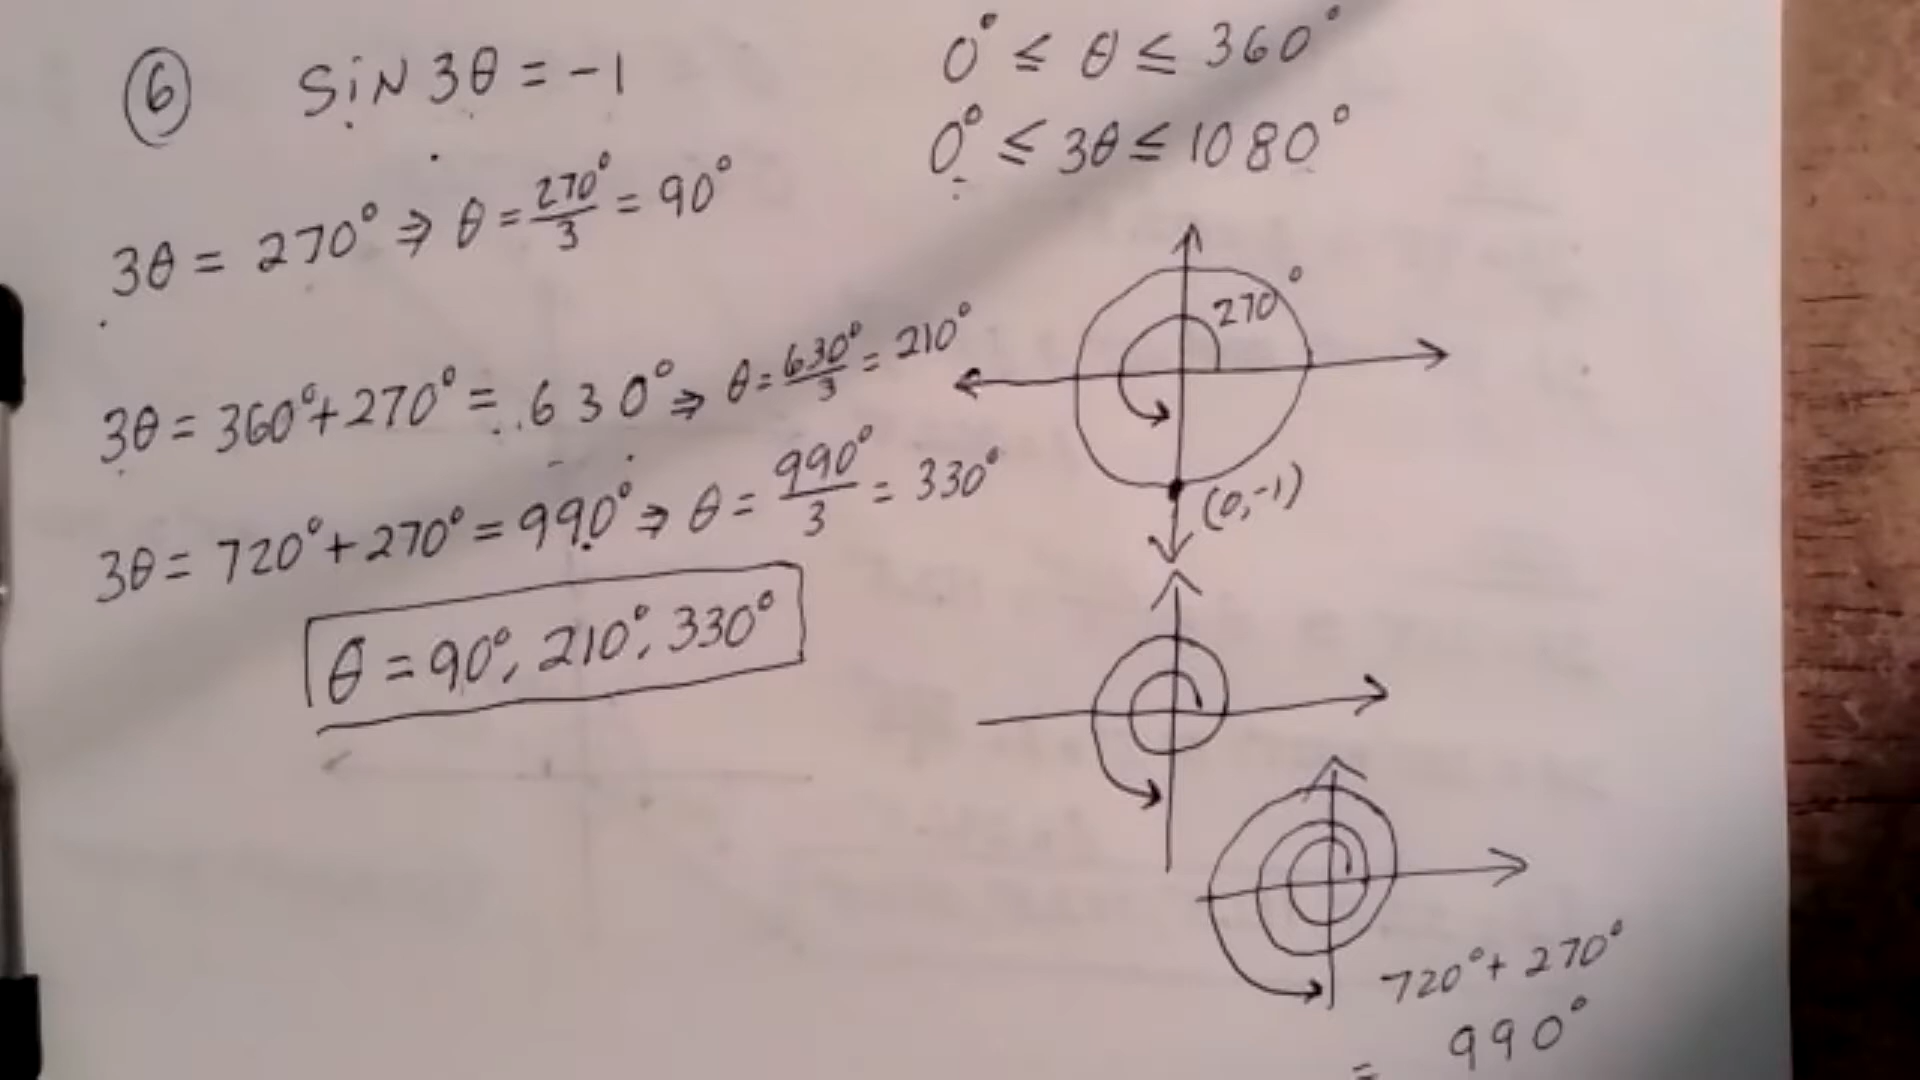 ⑥ SiN 3θ = -1
0° ≤ θ ≤ 360°
0° ≤ 3θ ≤ 1080°
3θ = 270° ⇒ θ = 270°/3 = 90°
3θ = 360° + 270° = 630° ⇒ θ = 630°/3 = 210°
3θ = 720° + 270° = 990° ⇒ θ = 990°/3 = 330°
θ = 90°, 210°, 330°
270°
(0,-1)
720° + 270°
= 990°